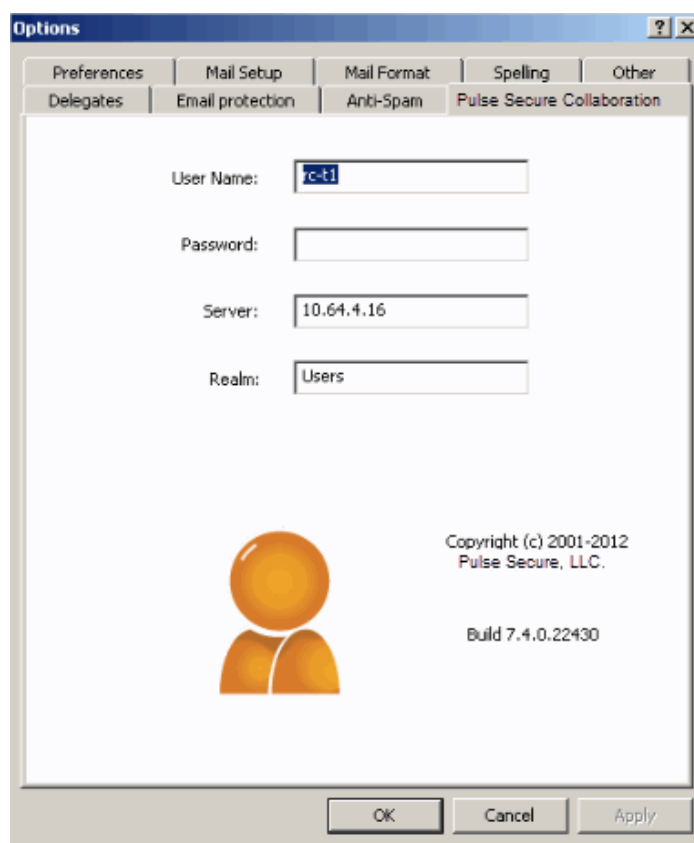 Options
Preferences Mail Setup Mail Format Spelling Other
Delegates Email protection Anti-Spam Pulse Secure Collaboration
User Name: rc-t1
Password:
Server: 10.64.4.16
Realm: Users
Copyright (c) 2001-2012
Pulse Secure, LLC.
Build 7.4.0.22430
OK Cancel Apply